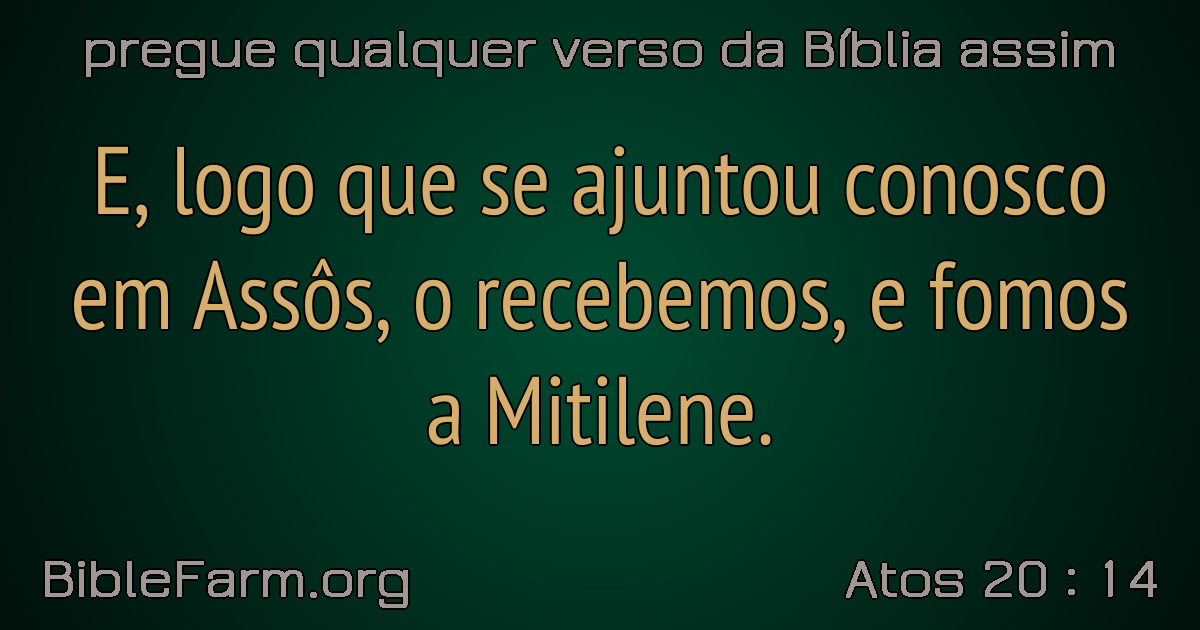 pregue qualquer verso da Bíblia assim
E, logo que se ajuntou conosco
em Assôs, o recebemos, e fomos
a Mitilene.
BibleFarm.org
Atos 20 : 14